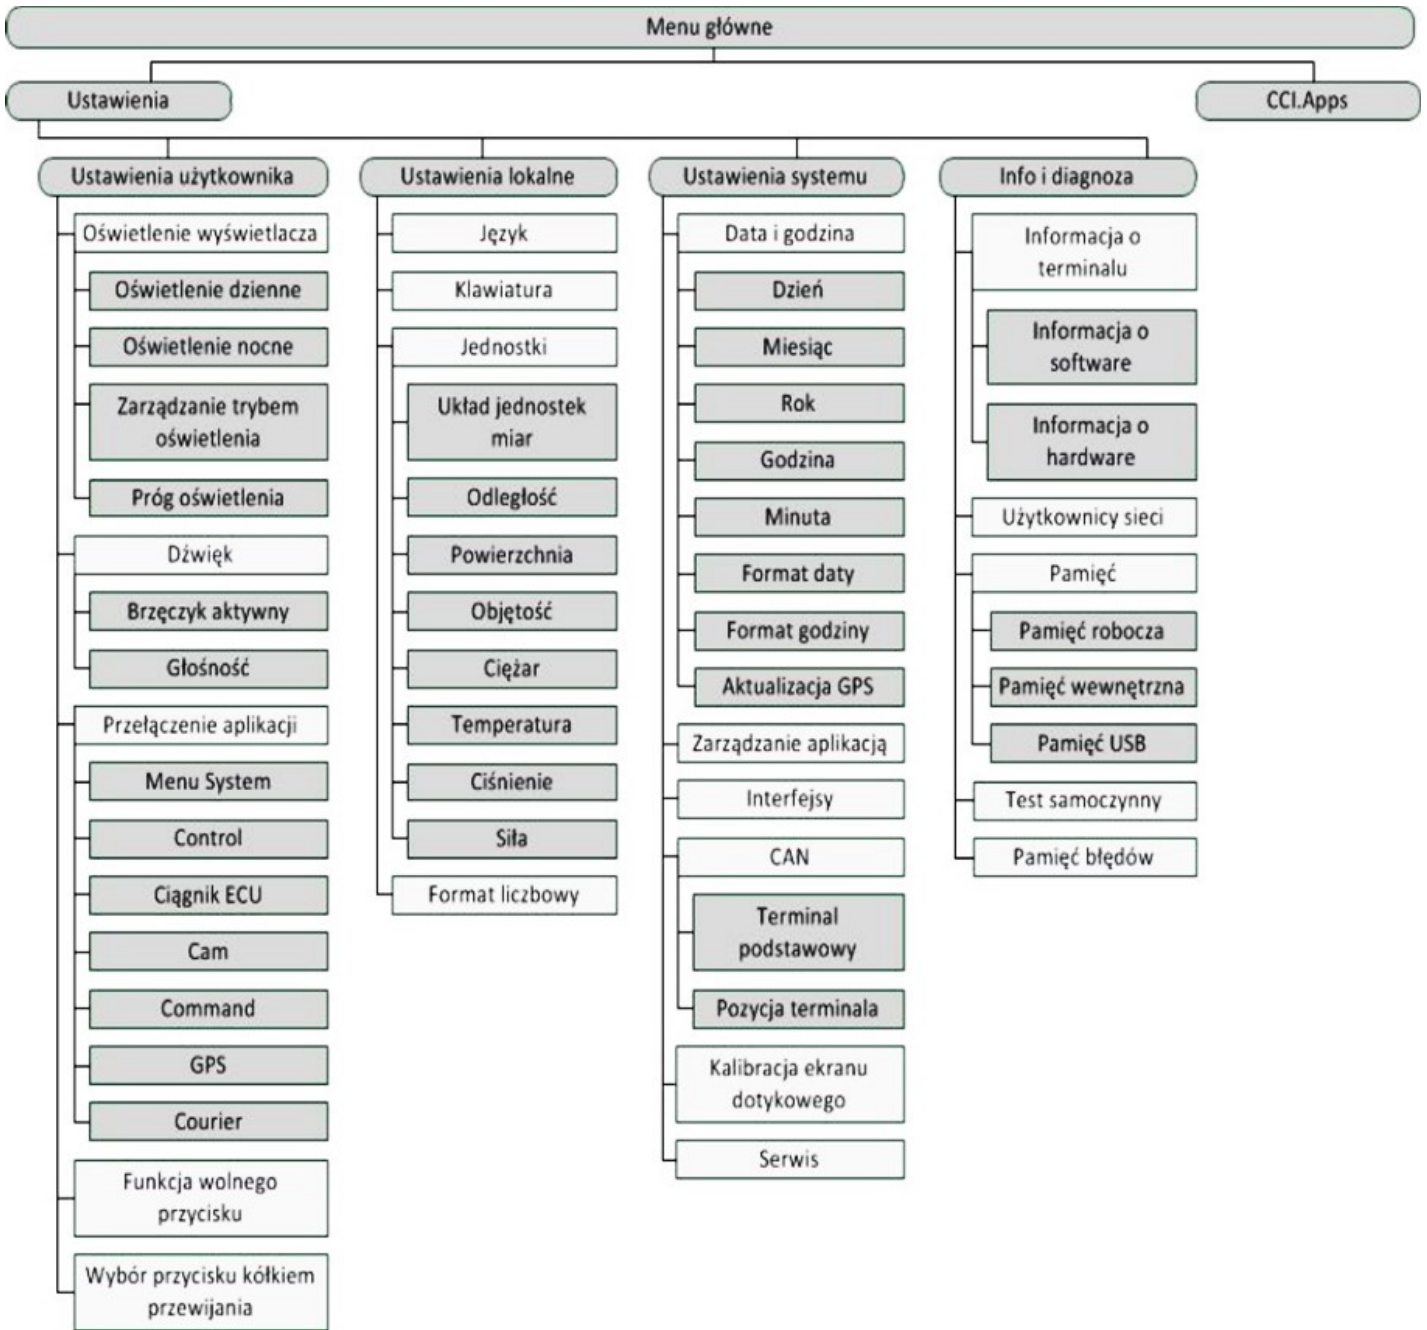 Menu główne
Ustawienia
CCI.Apps
Ustawienia użytkownika
Oświetlenie wyświetlacza
Oświetlenie dzienne
Oświetlenie nocne
Zarządzanie trybem
oświetlenia
Próg oświetlenia
Dźwięk
Brzęczyk aktywny
Głośność
Przełączenie aplikacji
Menu System
Control
Ciągnik ECU
Cam
Command
GPS
Courier
Funkcja wolnego
przycisku
Wybór przycisku kółkiem
przewijania
Ustawienia lokalne
Język
Klawiatura
Jednostki
Układ jednostek
miar
Odległość
Powierzchnia
Objętość
Ciężar
Temperatura
Ciśnienie
Siła
Format liczbowy
Ustawienia systemu
Data i godzina
Dzień
Miesiąc
Rok
Godzina
Minuta
Format daty
Format godziny
Aktualizacja GPS
Zarządzanie aplikacją
Interfejsy
CAN
Terminal
podstawowy
Pozycja terminala
Kalibracja ekranu
dotykowego
Serwis
Info i diagnoza
Informacja o
terminalu
Informacja o
software
Informacja o
hardware
Użytkownicy sieci
Pamięć
Pamięć robocza
Pamięć wewnętrzna
Pamięć USB
Test samoczynny
Pamięć błędów